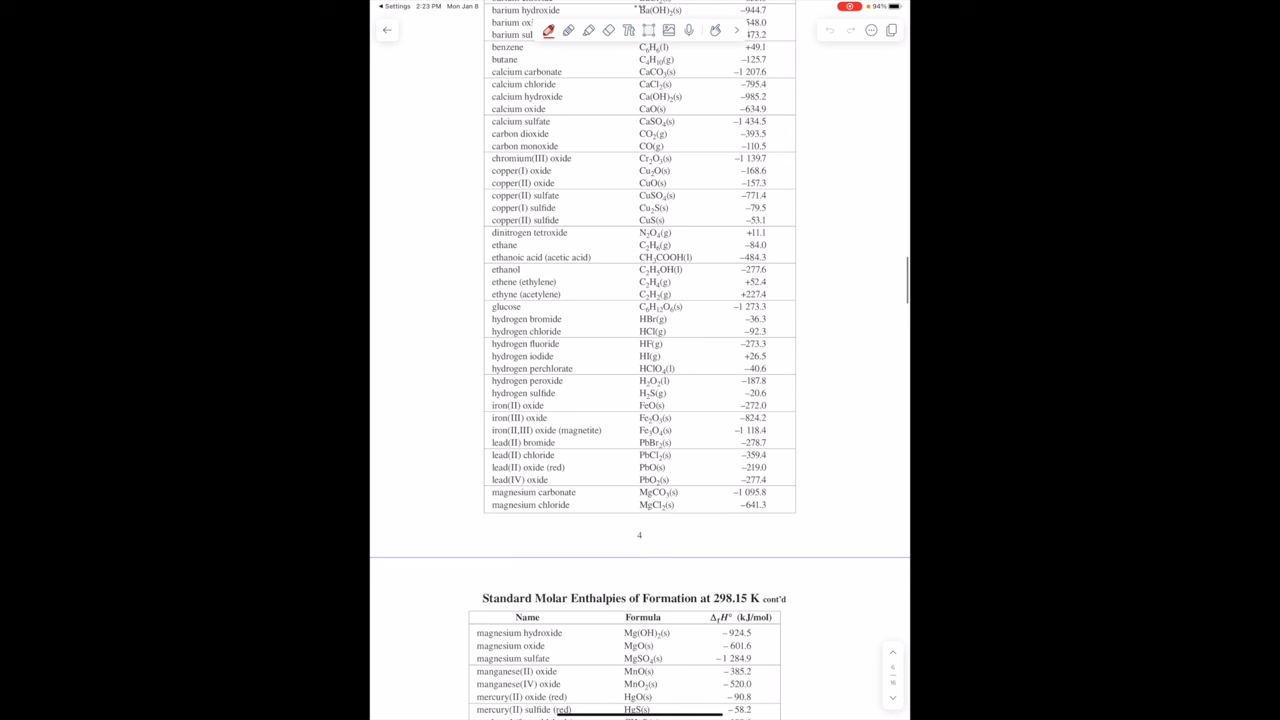 Settings 2:23 PM Mon Jan 8 94%
barium hydroxide Ba(OH)₂(s) –944.7
barium
barium
benzene C₆H₆(l) +49.1
butane C₄H₁₀(g) –125.7
calcium carbonate CaCO₃(s) –1 207.6
calcium chloride CaCl₂(s) –795.4
calcium hydroxide Ca(OH)₂(s) –985.2
calcium oxide CaO(s) –634.9
calcium sulfate CaSO₄(s) –1 434.5
carbon dioxide CO₂(g) –393.5
carbon monoxide CO(g) –110.5
chromium(III) oxide Cr₂O₃(s) –1 139.7
copper(I) oxide Cu₂O(s) –168.6
copper(II) oxide CuO(s) –157.3
copper(II) sulfate CuSO₄(s) –771.4
copper(I) sulfide Cu₂S(s) –79.5
copper(II) sulfide CuS(s) –53.1
dinitrogen tetroxide N₂O₄(g) +11.1
ethane C₂H₆(g) –84.0
ethanoic acid (acetic acid) CH₃COOH(l) –484.3
ethanol C₂H₅OH(l) –277.6
ethene (ethylene) C₂H₄(g) +52.4
ethyne (acetylene) C₂H₂(g) +227.4
glucose C₆H₁₂O₆(s) –1 273.3
hydrogen bromide HBr(g) –36.3
hydrogen chloride HCl(g) –92.3
hydrogen fluoride HF(g) –273.3
hydrogen iodide HI(g) +26.5
hydrogen perchlorate HClO₄(l) –40.6
hydrogen peroxide H₂O₂(l) –187.8
hydrogen sulfide H₂S(g) –20.6
iron(II) oxide FeO(s) –272.0
iron(III) oxide Fe₂O₃(s) –824.2
iron(II,III) oxide (magnetite) Fe₃O₄(s) –1 118.4
lead(II) bromide PbBr₂(s) –278.7
lead(II) chloride PbCl₂(s) –359.4
lead(II) oxide (red) PbO(s) –219.0
lead(IV) oxide PbO₂(s) –277.4
magnesium carbonate MgCO₃(s) –1 095.8
magnesium chloride MgCl₂(s) –641.3
4
Standard Molar Enthalpies of Formation at 298.15 K cont'd
Name Formula ΔfH° (kJ/mol)
magnesium hydroxide Mg(OH)₂(s) –924.5
magnesium oxide MgO(s) –601.6
magnesium sulfate MgSO₄(s) –1 284.9
manganese(II) oxide MnO(s) –385.2
manganese(IV) oxide MnO₂(s) –520.0
mercury(II) oxide (red) HgO(s) –90.8
mercury(II) sulfide (red) HgS(s) –58.2
6
16